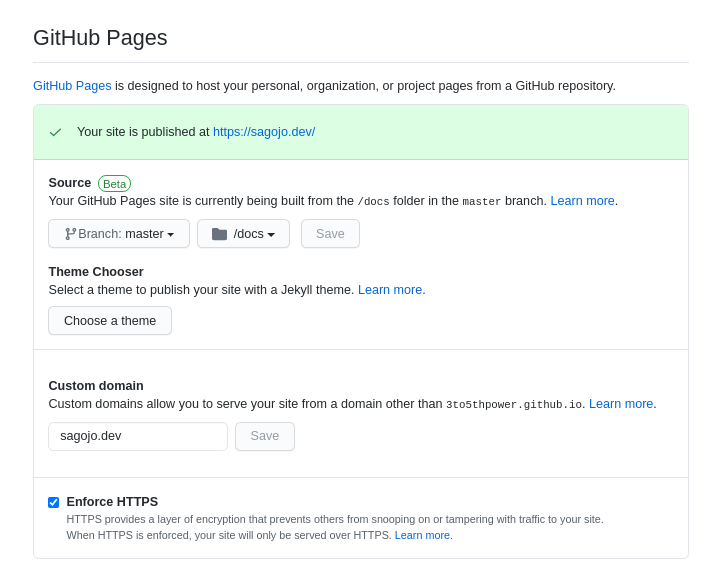 GitHub Pages
GitHub Pages is designed to host your personal, organization, or project pages from a GitHub repository.
Your site is published at https://sagojo.dev/
Source Beta
Your GitHub Pages site is currently being built from the /docs folder in the master branch. Learn more.
Branch: master /docs Save
Theme Chooser
Select a theme to publish your site with a Jekyll theme. Learn more.
Choose a theme
Custom domain
Custom domains allow you to serve your site from a domain other than 3to5thpower.github.io. Learn more.
sagojo.dev Save
Enforce HTTPS
HTTPS provides a layer of encryption that prevents others from snooping on or tampering with traffic to your site.
When HTTPS is enforced, your site will only be served over HTTPS. Learn more.